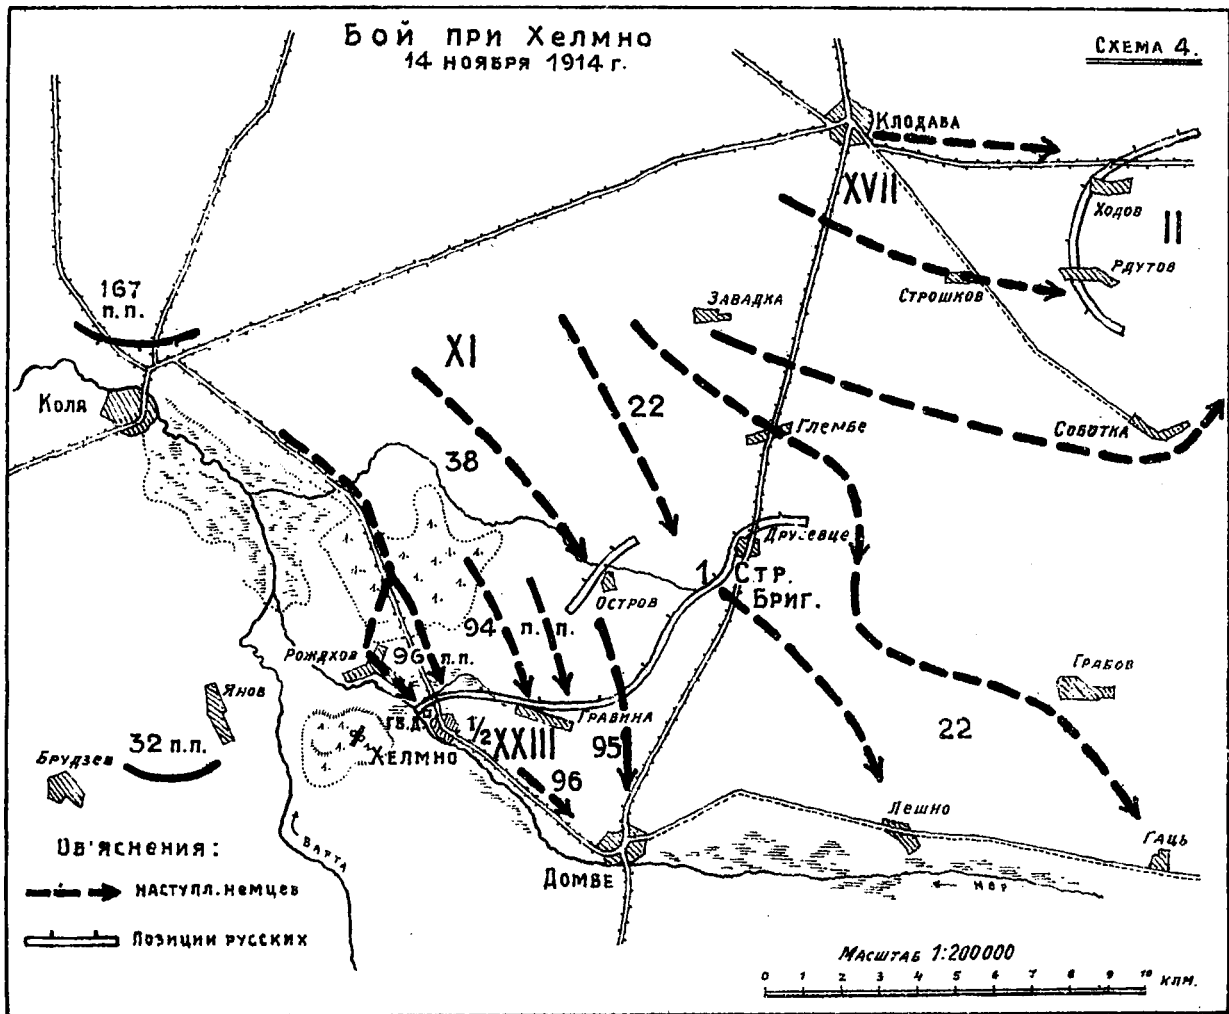 Бой при Хелмно
14 ноября 1914 г.
Схема 4.
Клодава
XVII
Ходов
II
Рдутов
Строшков
Завадка
167
п.п.
XI
22
Коля
Глембе
Соботка
38
Друѕевце
1.
Стр.
Бриг.
Остров
94 п. п.
Рождхов
96 п.п.
Янов
Гравина
Грабов
Гв.Д.
½ XXIII
95
22
Хелмно
32 п.п.
Брудзев
96
Лешно
Гаць
Домве
Об'яснения:
Варта
Нер
наступл. немцев
Позиции русских
Масштаб 1:200000
0 1 2 3 4 5 6 7 8 9 10 клм.